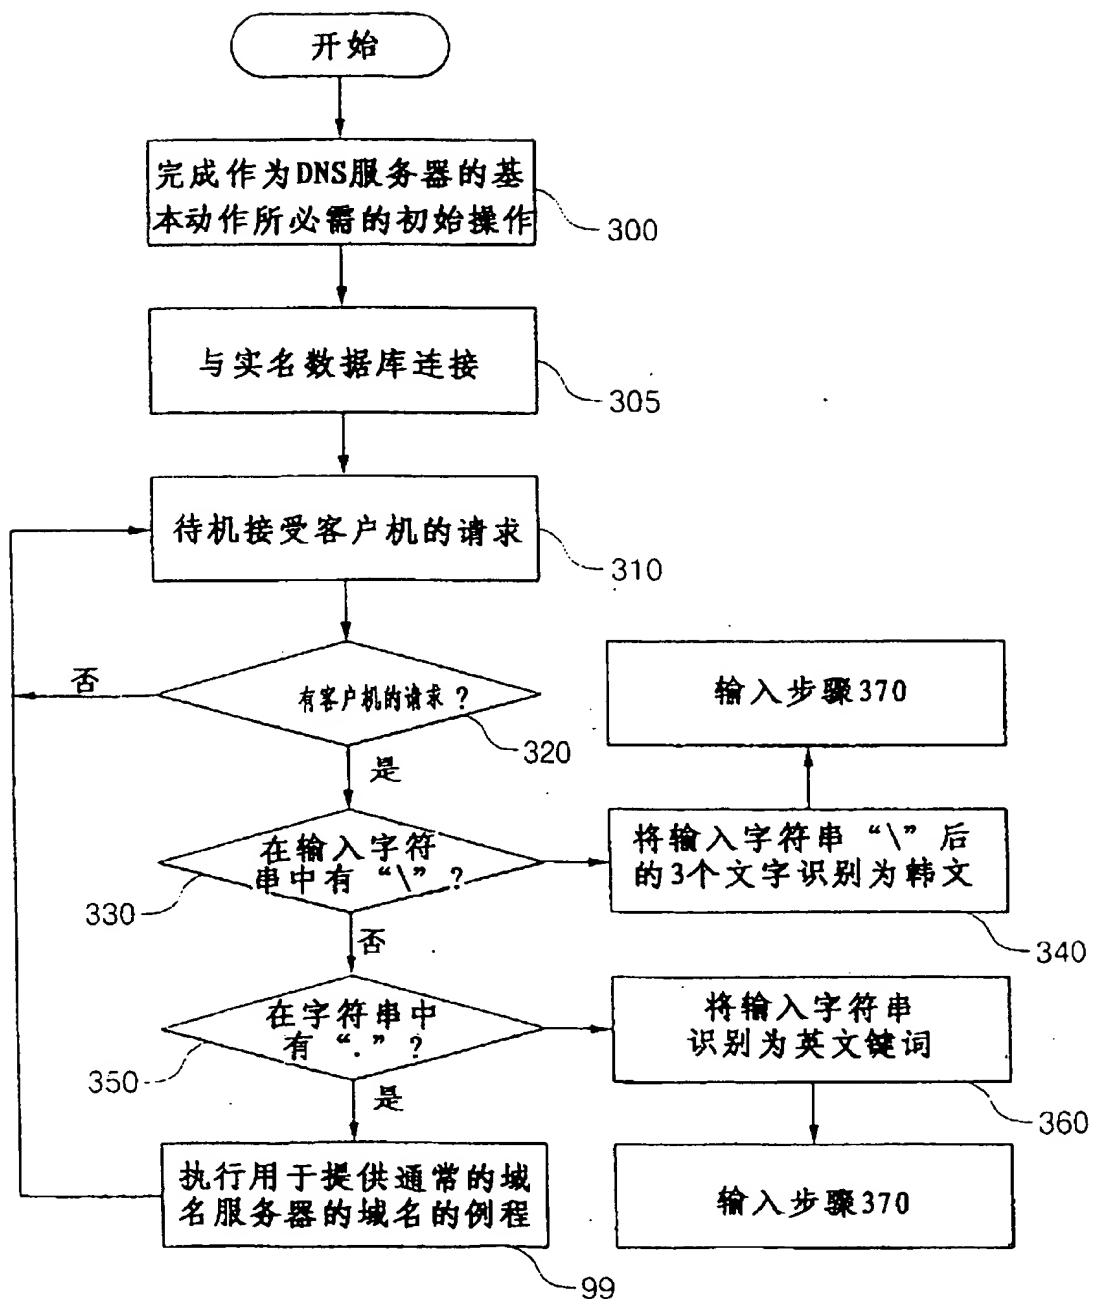 开始
完成作为DNS服务器的基
本动作所必需的初始操作
300
与实名数据库连接
305
待机接受客户机的请求
310
否
有客户机的请求？
320
是
输入步骤370
在输入字符
串中有“\”？
330
将输入字符串“\”后
的3个文字识别为韩文
340
否
在字符串中
有“.”？
350
将输入字符串
识别为英文键词
360
是
执行用于提供通常的域
名服务器的域名的例程
99
输入步骤370